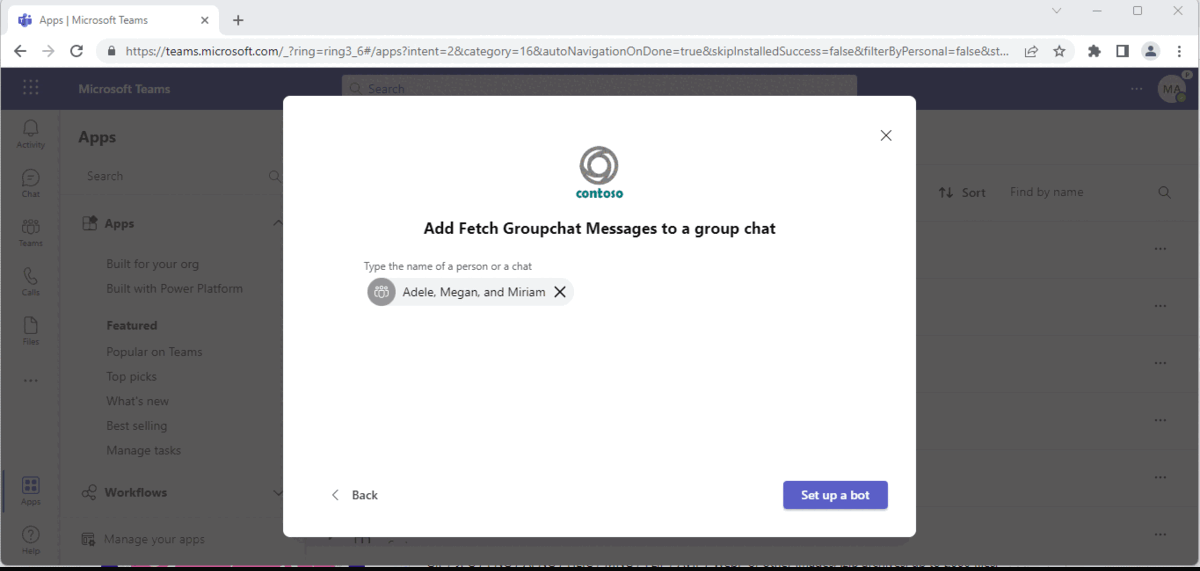 Apps | Microsoft Teams
https://teams.microsoft.com/_?ring=ring3_6#/apps?intent=2&category=16&autoNavigationOnDone=true&skipInstalledSuccess=false&filterByPersonal=false&st...
Microsoft Teams
Search
MA
P
Activity
Chat
Teams
Calls
Files
Apps
Help
Apps
Search
Apps
Built for your org
Built with Power Platform
Featured
Popular on Teams
Top picks
What's new
Best selling
Manage tasks
Workflows
Manage your apps
Sort
Find by name
contoso
Add Fetch Groupchat Messages to a group chat
Type the name of a person or a chat
Adele, Megan, and Miriam
Back
Set up a bot